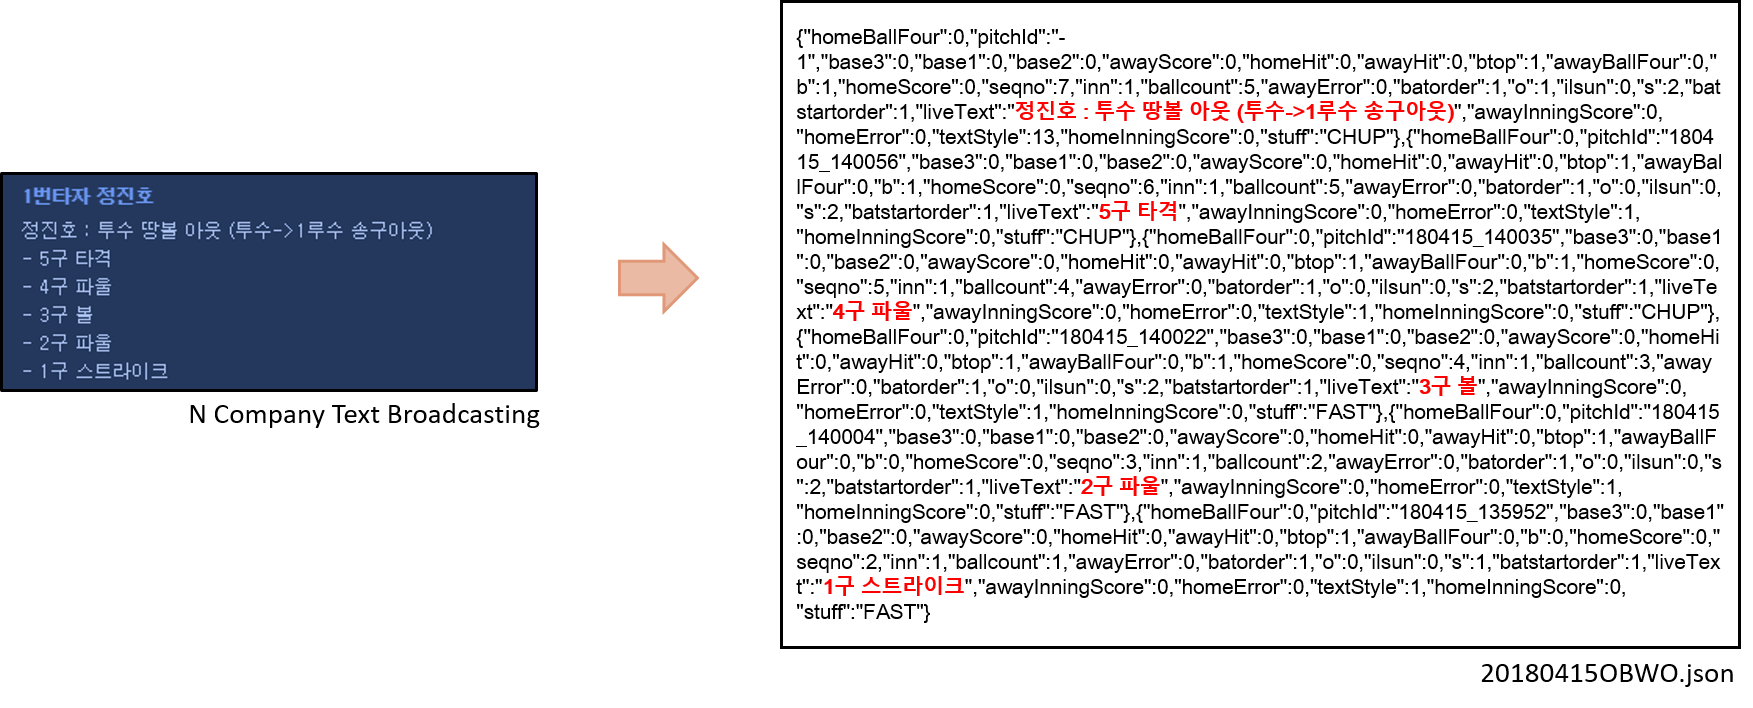 1번타자 정진호
정진호 : 투수 땅볼 아웃 (투수->1루수 송구아웃)
- 5구 타격
- 4구 파울
- 3구 볼
- 2구 파울
- 1구 스트라이크
N Company Text Broadcasting
{"homeBallFour":0,"pitchId":"-
1","base3":0,"base1":0,"base2":0,"awayScore":0,"homeHit":0,"awayHit":0,"btop":1,"awayBallFour":0,"
b":1,"homeScore":0,"seqno":7,"inn":1,"ballcount":5,"awayError":0,"batorder":1,"o":1,"ilsun":0,"s":2,"bat
startorder":1,"liveText":"정진호 : 투수 땅볼 아웃 (투수->1루수 송구아웃)","awayInningScore":0,
"homeError":0,"textStyle":13,"homeInningScore":0,"stuff":"CHUP"},{"homeBallFour":0,"pitchId":"1804
15_140056","base3":0,"base1":0,"base2":0,"awayScore":0,"homeHit":0,"awayHit":0,"btop":1,"awayBal
lFour":0,"b":1,"homeScore":0,"seqno":6,"inn":1,"ballcount":5,"awayError":0,"batorder":1,"o":0,"ilsun":0,
"s":2,"batstartorder":1,"liveText":"5구 타격","awayInningScore":0,"homeError":0,"textStyle":1,
"homeInningScore":0,"stuff":"CHUP"},{"homeBallFour":0,"pitchId":"180415_140035","base3":0,"base1
":0,"base2":0,"awayScore":0,"homeHit":0,"awayHit":0,"btop":1,"awayBallFour":0,"b":1,"homeScore":0,
"seqno":5,"inn":1,"ballcount":4,"awayError":0,"batorder":1,"o":0,"ilsun":0,"s":2,"batstartorder":1,"liveTe
xt":"4구 파울","awayInningScore":0,"homeError":0,"textStyle":1,"homeInningScore":0,"stuff":"CHUP"},
{"homeBallFour":0,"pitchId":"180415_140022","base3":0,"base1":0,"base2":0,"awayScore":0,"homeHi
t":0,"awayHit":0,"btop":1,"awayBallFour":0,"b":1,"homeScore":0,"seqno":4,"inn":1,"ballcount":3,"away
Error":0,"batorder":1,"o":0,"ilsun":0,"s":2,"batstartorder":1,"liveText":"3구 볼","awayInningScore":0,
"homeError":0,"textStyle":1,"homeInningScore":0,"stuff":"FAST"},{"homeBallFour":0,"pitchId":"180415
_140004","base3":0,"base1":0,"base2":0,"awayScore":0,"homeHit":0,"awayHit":0,"btop":1,"awayBallF
our":0,"b":0,"homeScore":0,"seqno":3,"inn":1,"ballcount":2,"awayError":0,"batorder":1,"o":0,"ilsun":0,"s
":2,"batstartorder":1,"liveText":"2구 파울","awayInningScore":0,"homeError":0,"textStyle":1,
"homeInningScore":0,"stuff":"FAST"},{"homeBallFour":0,"pitchId":"180415_135952","base3":0,"base1"
:0,"base2":0,"awayScore":0,"homeHit":0,"awayHit":0,"btop":1,"awayBallFour":0,"b":0,"homeScore":0,"
seqno":2,"inn":1,"ballcount":1,"awayError":0,"batorder":1,"o":0,"ilsun":0,"s":1,"batstartorder":1,"liveTex
t":"1구 스트라이크","awayInningScore":0,"homeError":0,"textStyle":1,"homeInningScore":0,
"stuff":"FAST"}
20180415OBWO.json